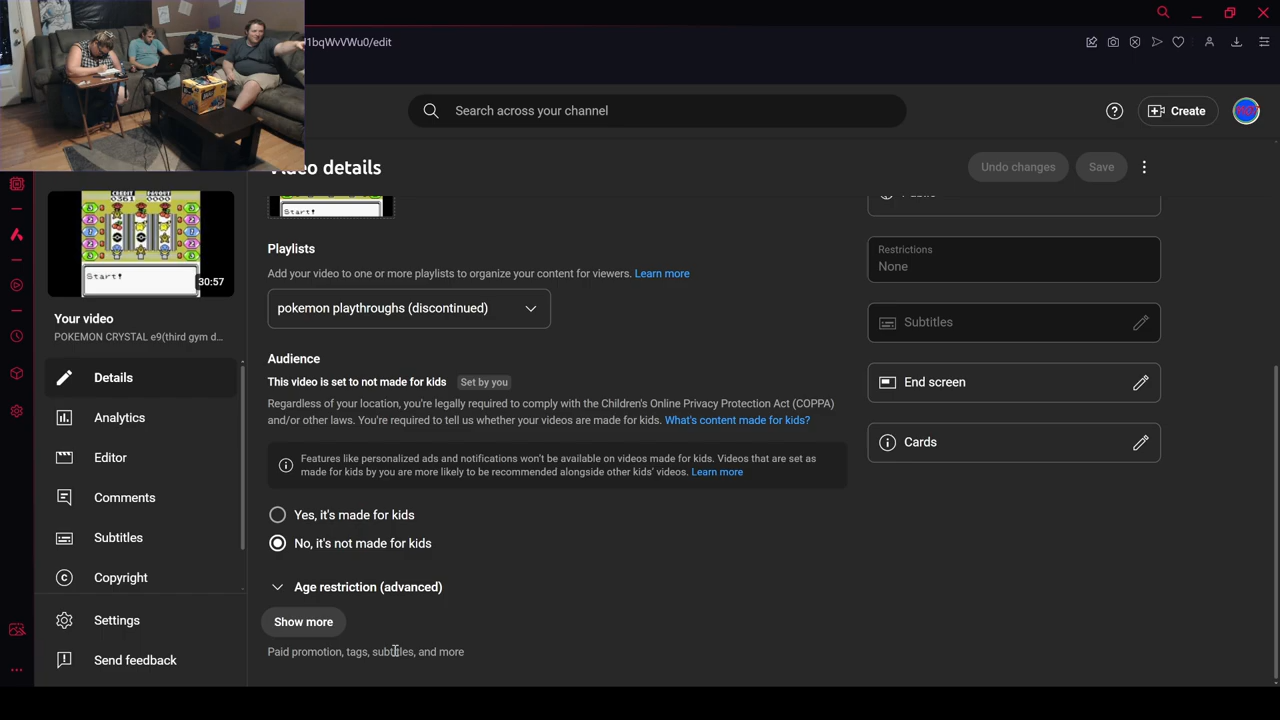 1bqWvVWu0/edit
Search across your channel
Create
Video details
Undo changes
Save
CREDIT PAYOUT
0361 0000
Start!
30:57
Your video
POKEMON CRYSTAL e9(third gym d...
Details
Analytics
Editor
Comments
Subtitles
Copyright
Settings
Send feedback
Start!
Playlists
Add your video to one or more playlists to organize your content for viewers. Learn more
pokemon playthroughs (discontinued)
Audience
This video is set to not made for kids Set by you
Regardless of your location, you're legally required to comply with the Children's Online Privacy Protection Act (COPPA)
and/or other laws. You're required to tell us whether your videos are made for kids. What's content made for kids?
Features like personalized ads and notifications won't be available on videos made for kids. Videos that are set as
made for kids by you are more likely to be recommended alongside other kids' videos. Learn more
Yes, it's made for kids
No, it's not made for kids
Age restriction (advanced)
Show more
Paid promotion, tags, subtitles, and more
Restrictions
None
Subtitles
End screen
Cards